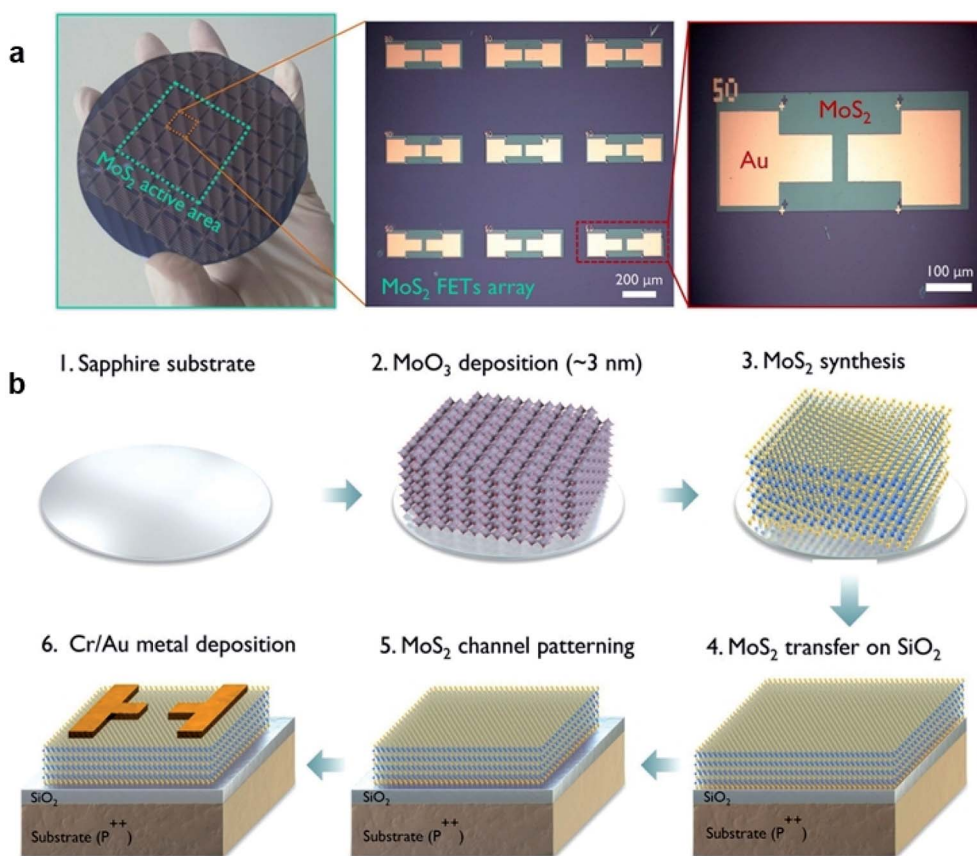 a
MoS₂ active area
MoS₂ FETs array
200 μm
50
MoS₂
Au
100 μm
b
1. Sapphire substrate
2. MoO₃ deposition (~3 nm)
3. MoS₂ synthesis
6. Cr/Au metal deposition
5. MoS₂ channel patterning
4. MoS₂ transfer on SiO₂
SiO₂
Substrate (P⁺⁺)
SiO₂
Substrate (P⁺⁺)
SiO₂
Substrate (P⁺⁺)